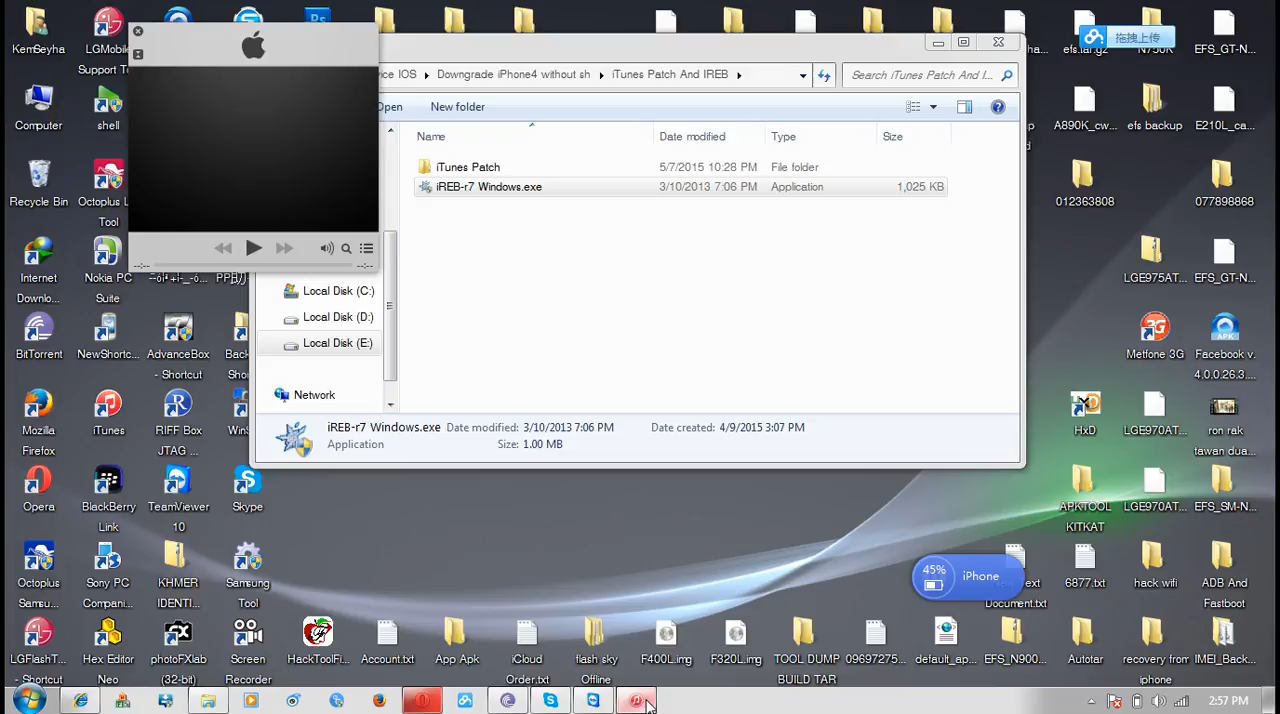 KemSeyha
LGMobile
Support T
ice IOS
Downgrade iPhone4 without sh
iTunes Patch And IREB
Search iTunes Patch And I...
Open
New folder
Name
Date modified
Type
Size
iTunes Patch
5/7/2015 10:28 PM
File folder
iREB-r7 Windows.exe
3/10/2013 7:06 PM
Application
1,025 KB
Local Disk (C:)
Local Disk (D:)
Local Disk (E:)
Network
iREB-r7 Windows.exe
Date modified: 3/10/2013 7:06 PM
Date created: 4/9/2015 3:07 PM
Application
Size: 1.00 MB
--:--
--:--
Computer
shell
Recycle Bin
Octoplus L
Tool
Internet
Downlo...
Nokia PC
Suite
BitTorrent
NewShortc...
AdvanceBox
- Shortcut
Back
Sho
Mozilla
Firefox
iTunes
RIFF Box
JTAG ...
WinS
Opera
BlackBerry
Link
TeamViewer
10
Skype
Octoplus
Samsu...
Sony PC
Compani...
KHMER
IDENTI...
Samsung
Tool
LGFlashT...
- Shortcut
Hex Editor
Neo
photoFXlab
(32-bit)
Screen
Recorder
HackToolFi...
Account.txt
App Apk
iCloud
Order.txt
flash sky
Offline
F400L.img
F320L.img
TOOL DUMP
BUILD TAR
09697275...
default_ap...
EFS_N900...
Autotar
recovery from
iphone
IMEI_Back...
拖拽上传
efs.tar.gz
N750K
EFS_GT-N...
A890K_cw...
efs backup
E210L_ca...
012363808
077898868
LGE975AT...
EFS_GT-N...
Metfone 3G
Facebook v.
4.0.0.26.3...
HxD
LGE970AT...
ron rak
tawan dua...
APKTOOL
KITKAT
LGE970AT...
EFS_SM-N...
45%
iPhone
Document.txt
6877.txt
hack wifi
ADB And
Fastboot
2:57 PM